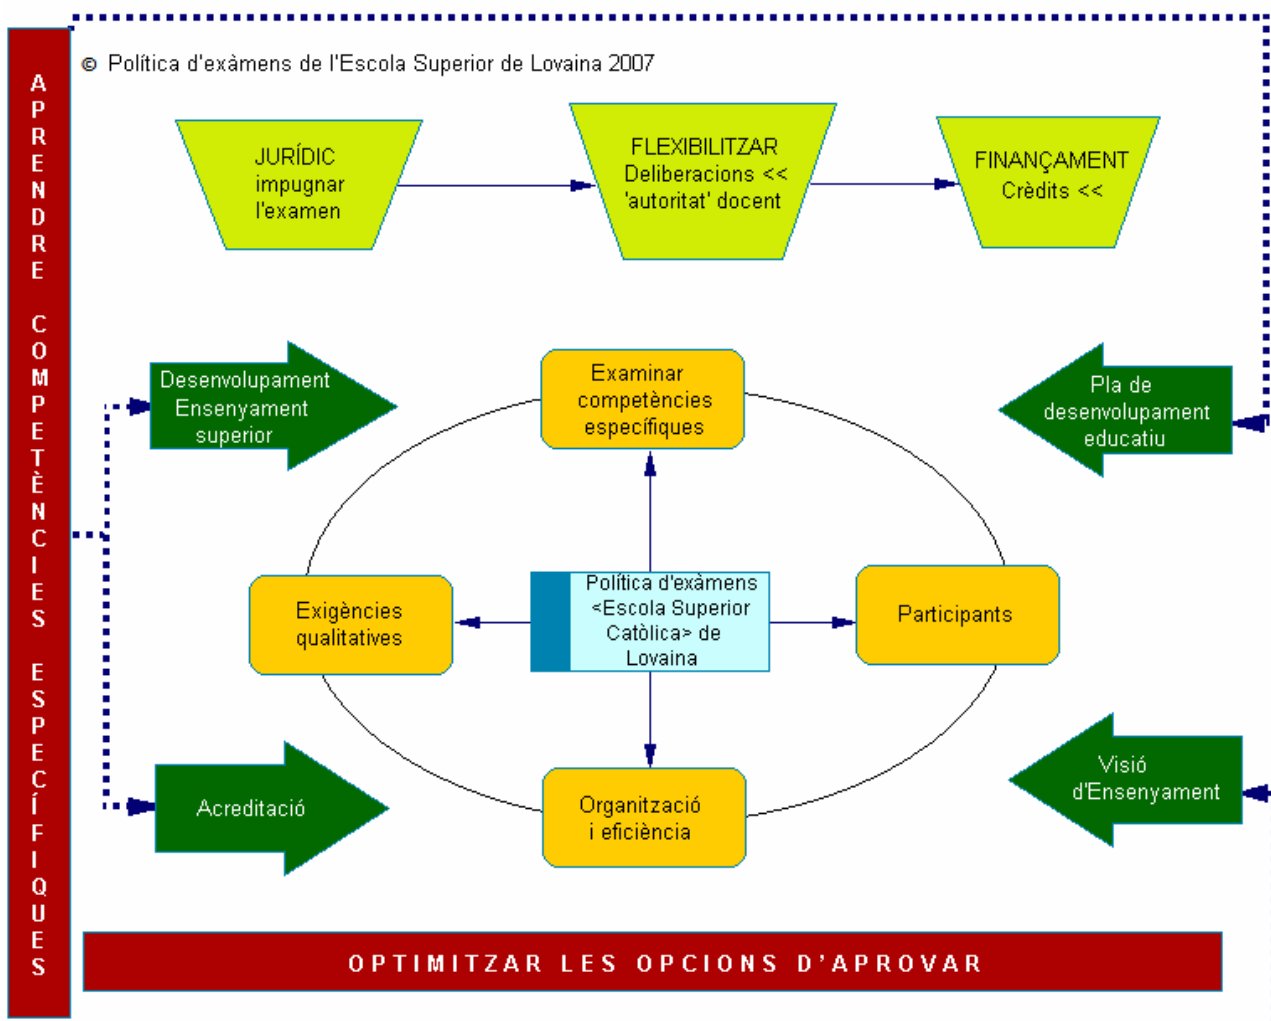 © Política d'exàmens de l'Escola Superior de Lovaina 2007
APRENDRE COMPETÈNCIES ESPECÍFIQUES
JURÍDIC
impugnar
l'examen
FLEXIBILITZAR
Deliberacions <<
'autoritat' docent
FINANÇAMENT
Crèdits <<
Desenvolupament
Ensenyament
superior
Examinar
competències
específiques
Pla de
desenvolupament
educatiu
Exigències
qualitatives
Política d'exàmens
<Escola Superior
Catòlica> de
Lovaina
Participants
Acreditació
Organització
i eficiència
Visió
d'Ensenyament
OPTIMITZAR LES OPCIONS D'APROVAR